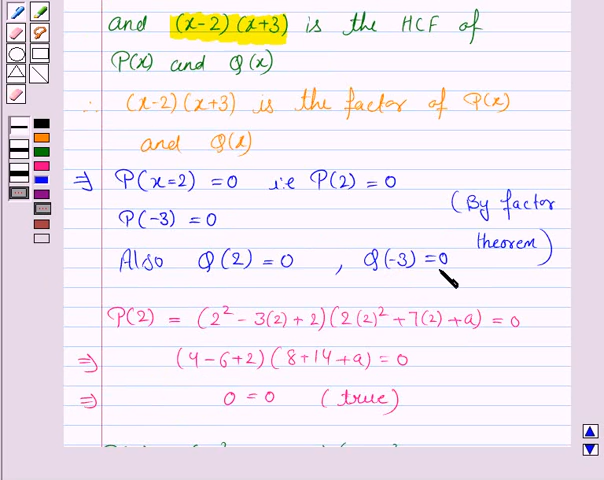 and (x-2)(x+3) is the HCF of
P(x) and Q(x)
∴ (x-2)(x+3) is the factor of P(x)
and Q(x)
⇒ P(x=2) = 0 i.e P(2) = 0
P(-3) = 0
(By factor theorem)
Also Q(2) = 0 , Q(-3) = 0
P(2) = (2² - 3(2) + 2)(2(2)² + 7(2) + a) = 0
⇒ (4 - 6 + 2)(8 + 14 + a) = 0
⇒ 0 = 0 (true)